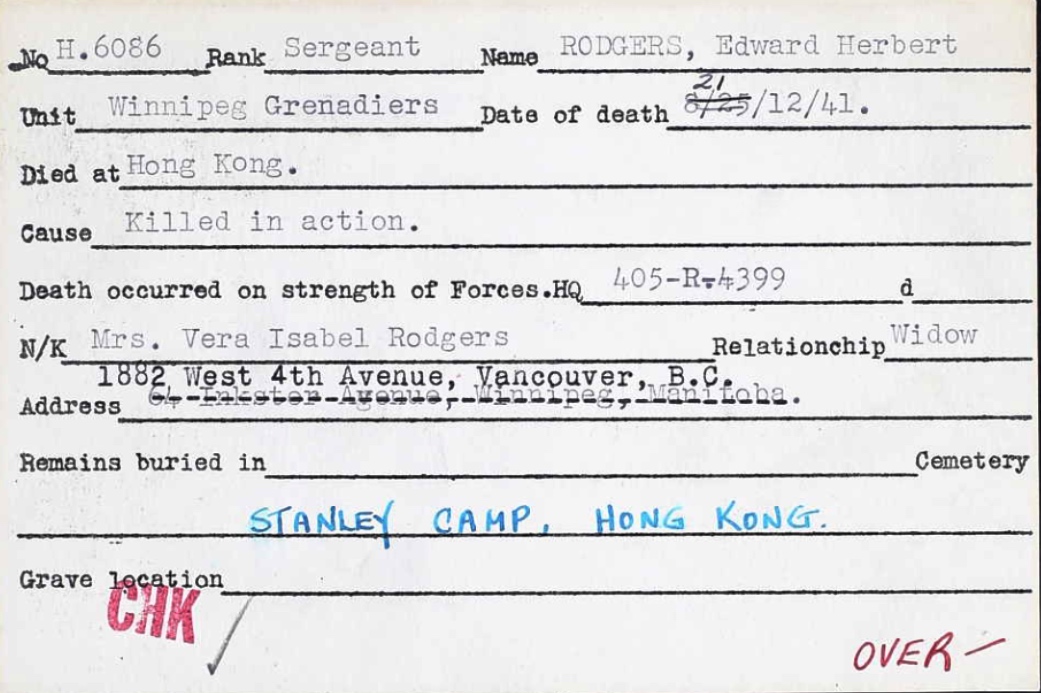 No H.6086 Rank Sergeant Name RODGERS, Edward Herbert
21
Unit Winnipeg Grenadiers Date of death 8/25/12/41.
Died at Hong Kong.
Cause Killed in action.
Death occurred on strength of Forces.HQ 405-R-4399 d
N/K Mrs. Vera Isabel Rodgers Relationchip Widow
1882 West 4th Avenue, Vancouver, B.C.
Address 64 Inkster Avenue, Winnipeg, Manitoba.
Remains buried in Cemetery
STANLEY CAMP, HONG KONG.
Grave location
CHK
OVER –